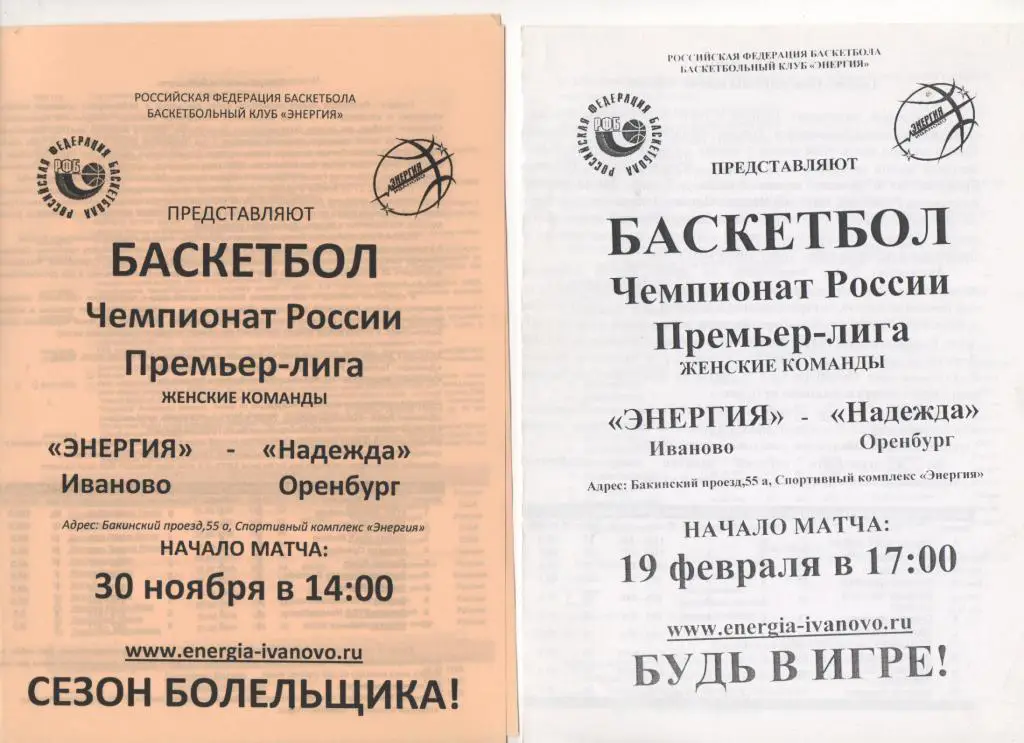 РОССИЙСКАЯ ФЕДЕРАЦИЯ БАСКЕТБОЛА
БАСКЕТБОЛЬНЫЙ КЛУБ «ЭНЕРГИЯ»
РОССИЙСКАЯ ФЕДЕРАЦИЯ БАСКЕТБОЛА
РФБ
ЭНЕРГИЯ
ИВАНОВО
ПРЕДСТАВЛЯЮТ
БАСКЕТБОЛ
Чемпионат России
Премьер-лига
ЖЕНСКИЕ КОМАНДЫ
«ЭНЕРГИЯ» - «Надежда»
Иваново Оренбург
Адрес: Бакинский проезд,55 а, Спортивный комплекс «Энергия»
НАЧАЛО МАТЧА:
30 ноября в 14:00
www.energia-ivanovo.ru
СЕЗОН БОЛЕЛЬЩИКА!
РОССИЙСКАЯ ФЕДЕРАЦИЯ БАСКЕТБОЛА
БАСКЕТБОЛЬНЫЙ КЛУБ «ЭНЕРГИЯ»
РОССИЙСКАЯ ФЕДЕРАЦИЯ БАСКЕТБОЛА
РФБ
ЭНЕРГИЯ
ИВАНОВО
ПРЕДСТАВЛЯЮТ
БАСКЕТБОЛ
Чемпионат России
Премьер-лига
ЖЕНСКИЕ КОМАНДЫ
«ЭНЕРГИЯ» - «Надежда»
Иваново Оренбург
Адрес: Бакинский проезд,55 а, Спортивный комплекс «Энергия»
НАЧАЛО МАТЧА:
19 февраля в 17:00
www.energia-ivanovo.ru
БУДЬ В ИГРЕ!